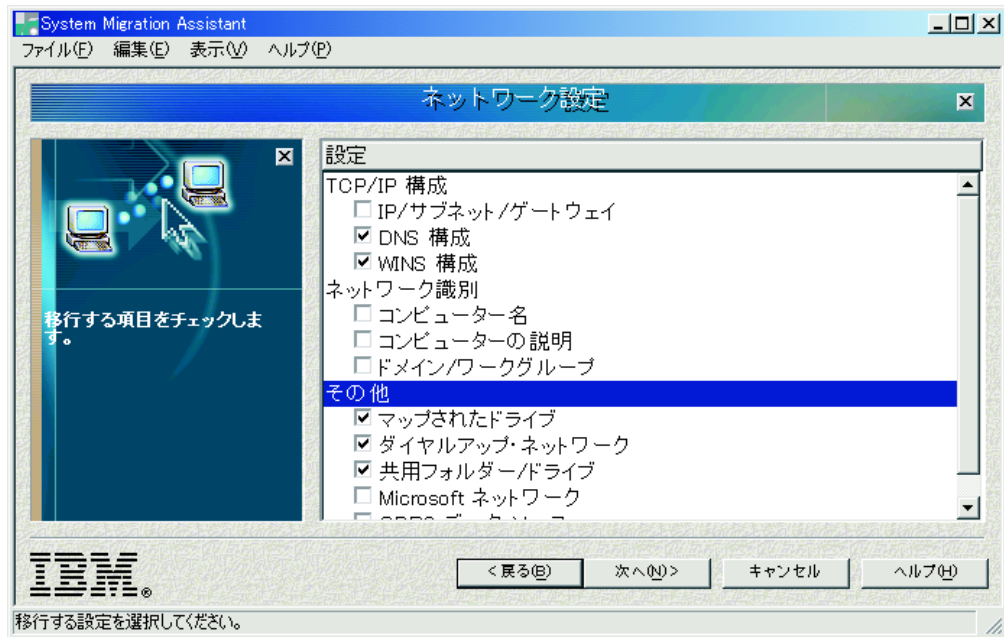 System Migration Assistant
ファイル(F) 編集(E) 表示(V) ヘルプ(P)
ネットワーク設定
移行する項目をチェックしま
す。
設定
TCP/IP 構成
IP/サブネット/ゲートウェイ
DNS 構成
WINS 構成
ネットワーク識別
コンピューター名
コンピューターの説明
ドメイン/ワークグループ
その他
マップされたドライブ
ダイヤルアップ・ネットワーク
共用フォルダー/ドライブ
Microsoft ネットワーク
IBM®
<戻る(B) 次へ(N)> キャンセル ヘルプ(H)
移行する設定を選択してください。